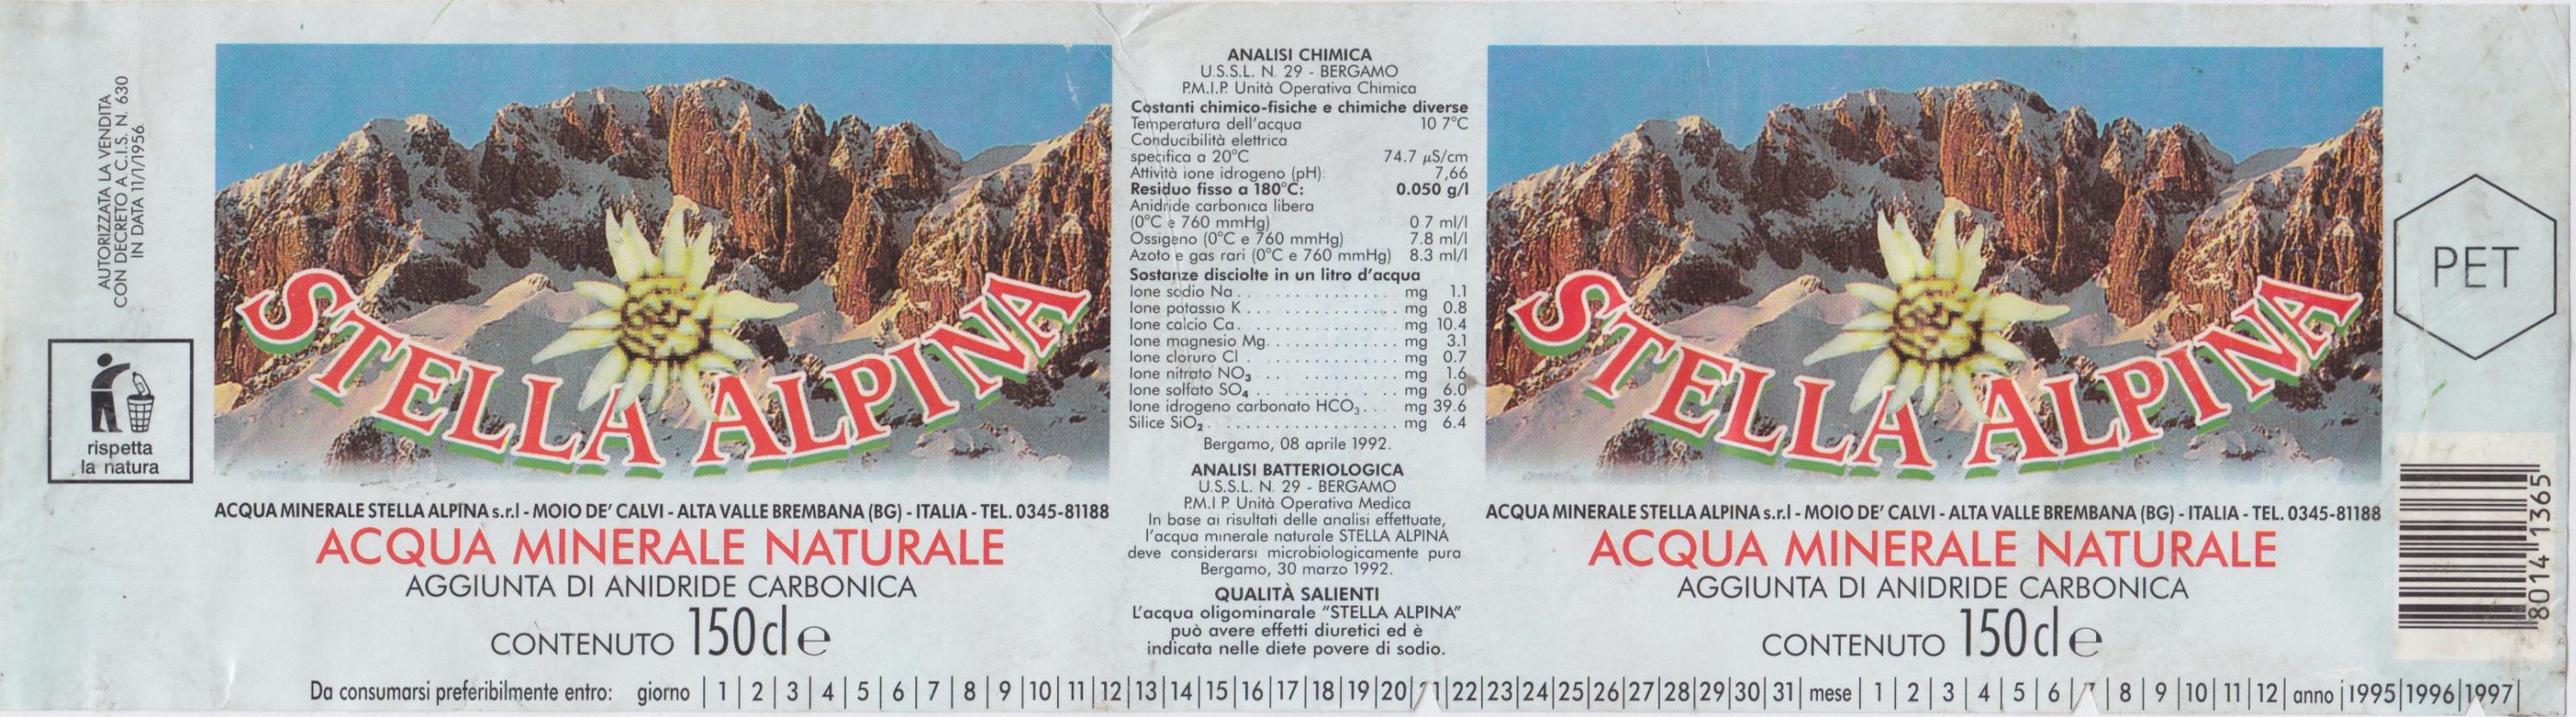 AUTORIZZATA LA VENDITA
CON DECRETO A.C.I.S. N. 630
IN DATA 11/1/1956
rispetta
la natura
STELLA ALPINA
ACQUA MINERALE STELLA ALPINA s.r.l - MOIO DE' CALVI - ALTA VALLE BREMBANA (BG) - ITALIA - TEL. 0345-81188
ACQUA MINERALE NATURALE
AGGIUNTA DI ANIDRIDE CARBONICA
CONTENUTO 150 cl e
ANALISI CHIMICA
U.S.S.L. N. 29 - BERGAMO
P.M.I.P. Unità Operativa Chimica
Costanti chimico-fisiche e chimiche diverse
Temperatura dell'acqua 10 7°C
Conducibilità elettrica
specifica a 20°C 74.7 µS/cm
Attività ione idrogeno (pH): 7,66
Residuo fisso a 180°C: 0.050 g/l
Anidride carbonica libera
(0°C e 760 mmHg) 0 7 ml/l
Ossigeno (0°C e 760 mmHg) 7.8 ml/l
Azoto e gas rari (0°C e 760 mmHg) 8.3 ml/l
Sostanze disciolte in un litro d'acqua
Ione sodio Na . . . . . . . . . . . . . . . . mg 1.1
Ione potassio K . . . . . . . . . . . . . . . mg 0.8
Ione calcio Ca. . . . . . . . . . . . . . . . mg 10.4
Ione magnesio Mg. . . . . . . . . . . . . mg 3.1
Ione cloruro Cl . . . . . . . . . . . . . . . mg 0.7
Ione nitrato NO3 . . . . . . . . . . . . . . mg 1.6
Ione solfato SO4 . . . . . . . . . . . . . . mg 6.0
Ione idrogeno carbonato HCO3. . . mg 39.6
Silice SiO2. . . . . . . . . . . . . . . . . . . mg 6.4
Bergamo, 08 aprile 1992.
ANALISI BATTERIOLOGICA
U.S.S.L. N. 29 - BERGAMO
P.M.I P. Unità Operativa Medica
In base ai risultati delle analisi effettuate,
l'acqua minerale naturale STELLA ALPINA
deve considerarsi microbiologicamente pura.
Bergamo, 30 marzo 1992.
QUALITÀ SALIENTI
L'acqua oligominarale "STELLA ALPINA"
può avere effetti diuretici ed è
indicata nelle diete povere di sodio.
STELLA ALPINA
ACQUA MINERALE STELLA ALPINA s.r.l - MOIO DE' CALVI - ALTA VALLE BREMBANA (BG) - ITALIA - TEL. 0345-81188
ACQUA MINERALE NATURALE
AGGIUNTA DI ANIDRIDE CARBONICA
CONTENUTO 150 cl e
PET
8014 1365
Da consumarsi preferibilmente entro: giorno | 1 | 2 | 3 | 4 | 5 | 6 | 7 | 8 | 9 |10| 11 |12|13|14|15|16|17|18|19|20|21|22|23|24|25|26|27|28|29|30|31| mese | 1 | 2 | 3 | 4 | 5 | 6 | 7 | 8 | 9 |10| 11 |12| anno |1995|1996|1997|